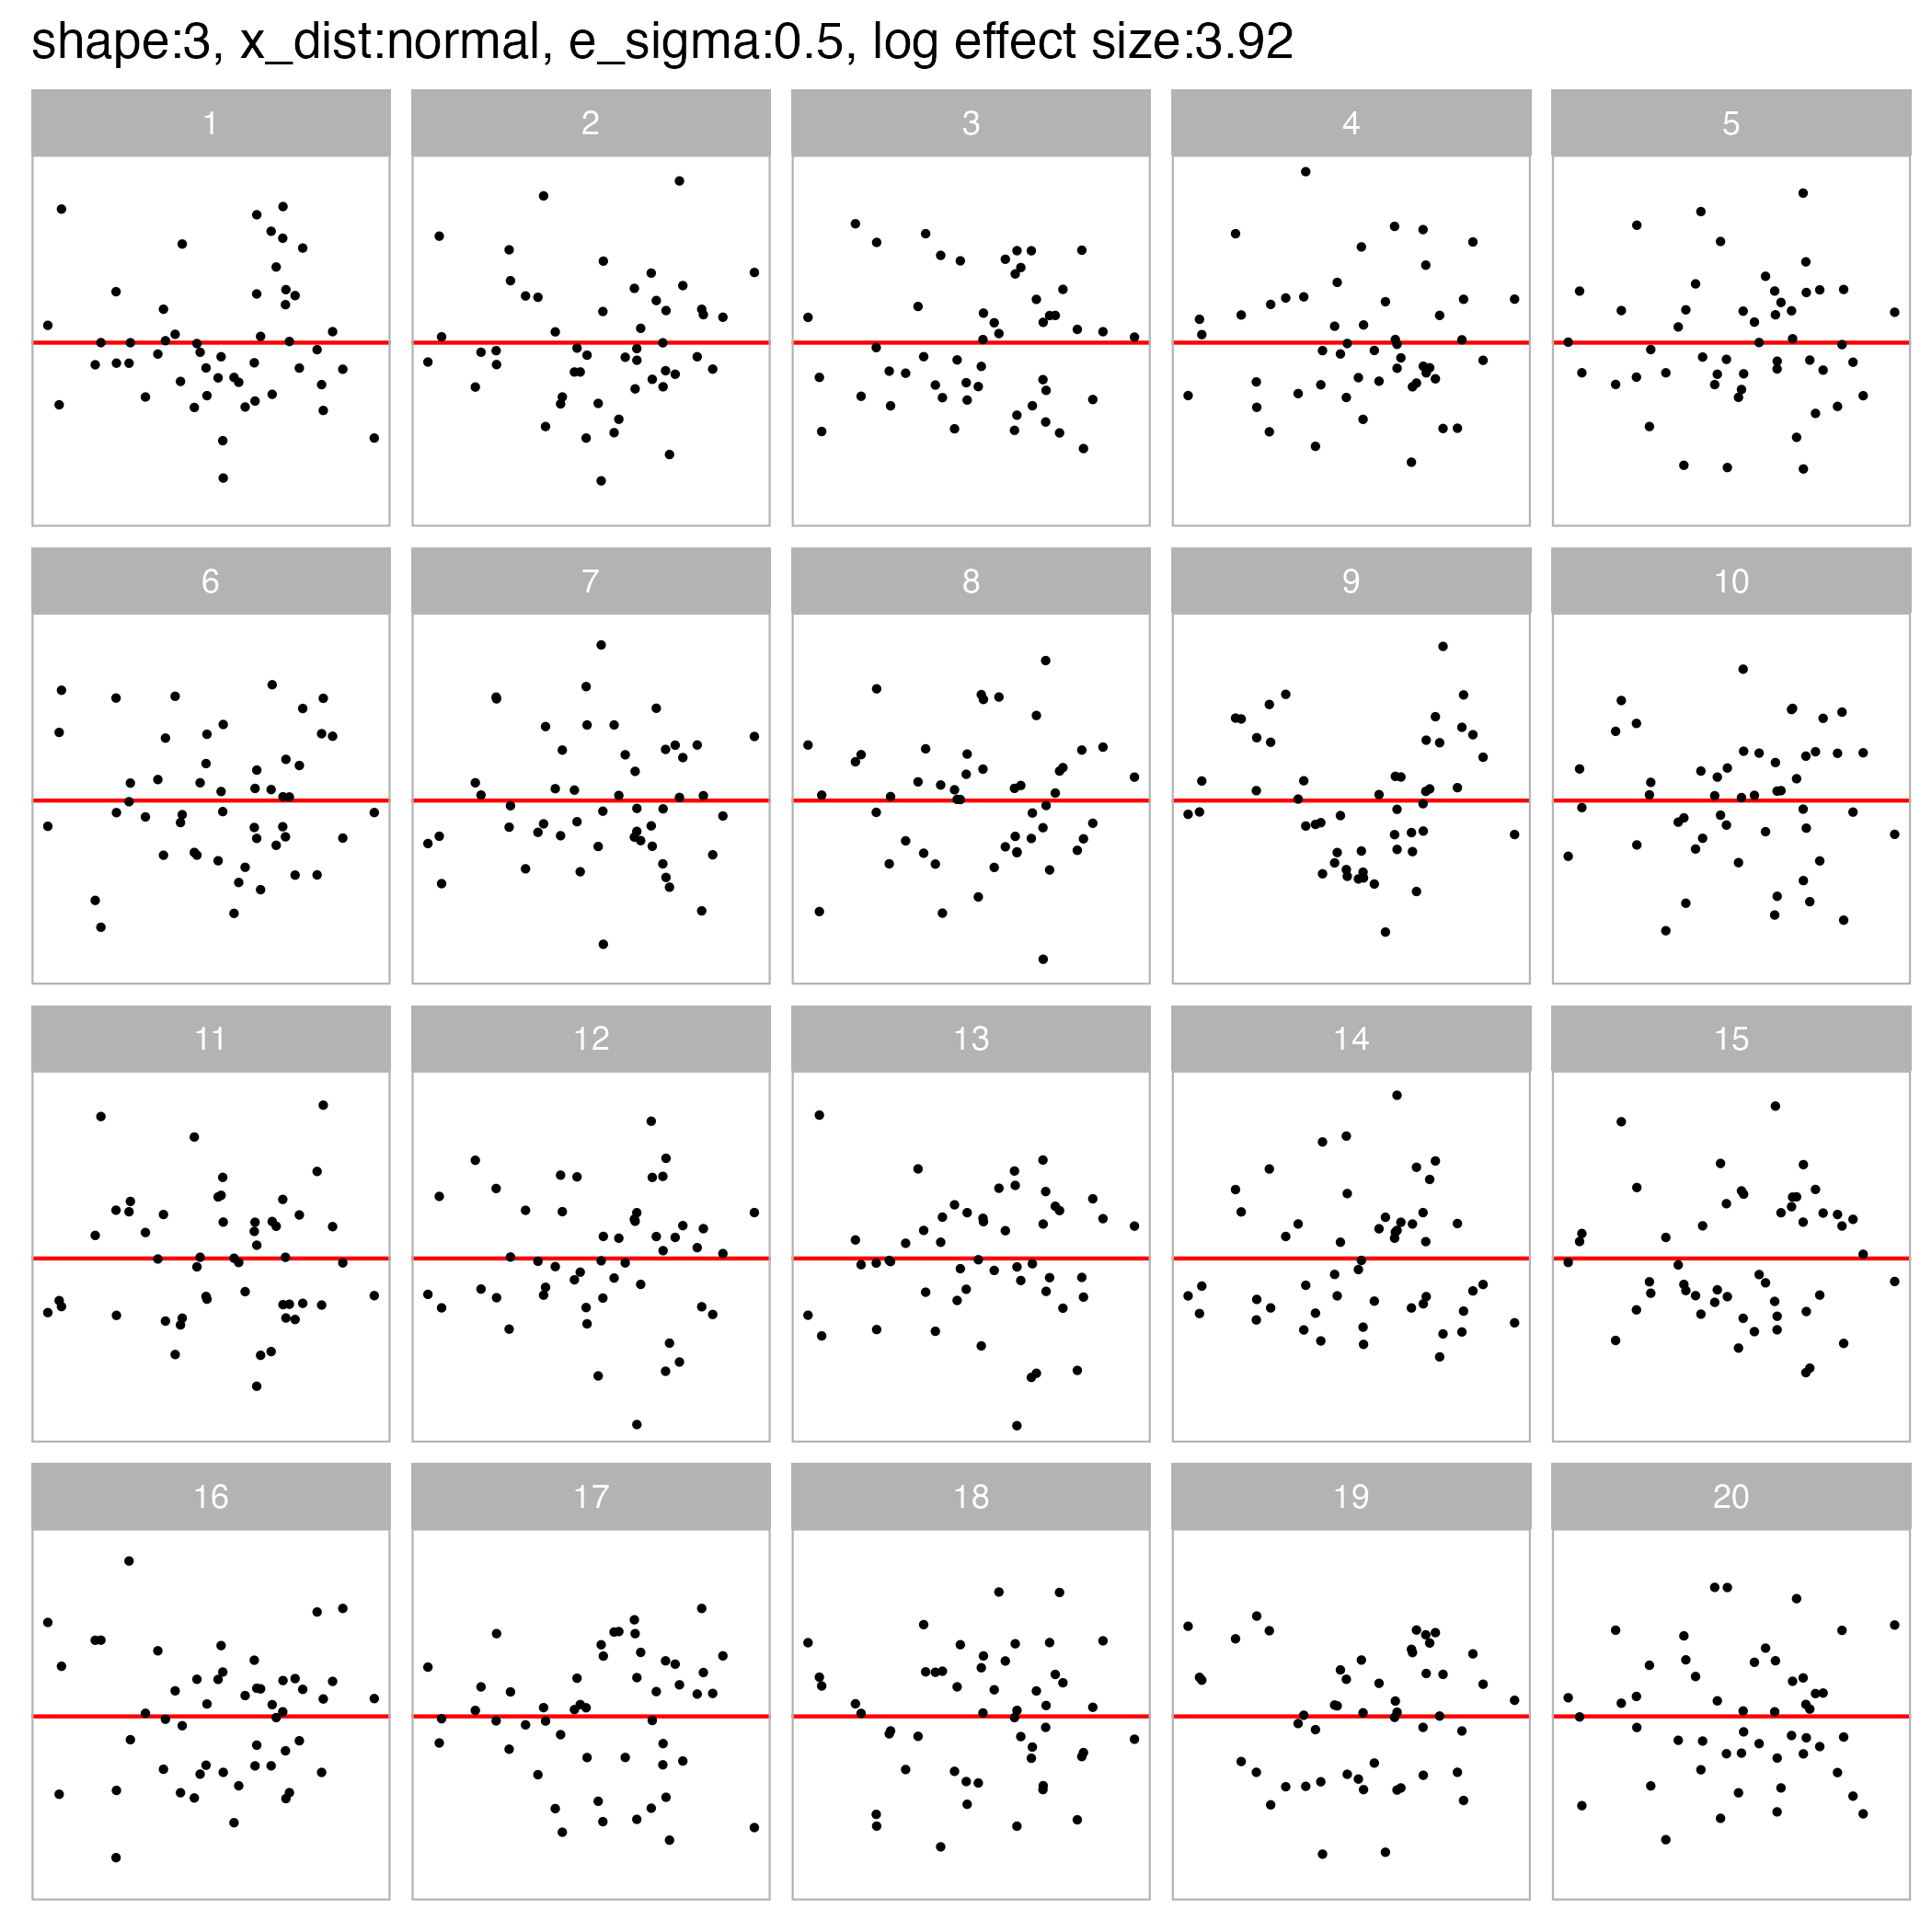 shape:3, x_dist:normal, e_sigma:0.5, log effect size:3.92
1 2 3 4 5
6 7 8 9 10
11 12 13 14 15
16 17 18 19 20